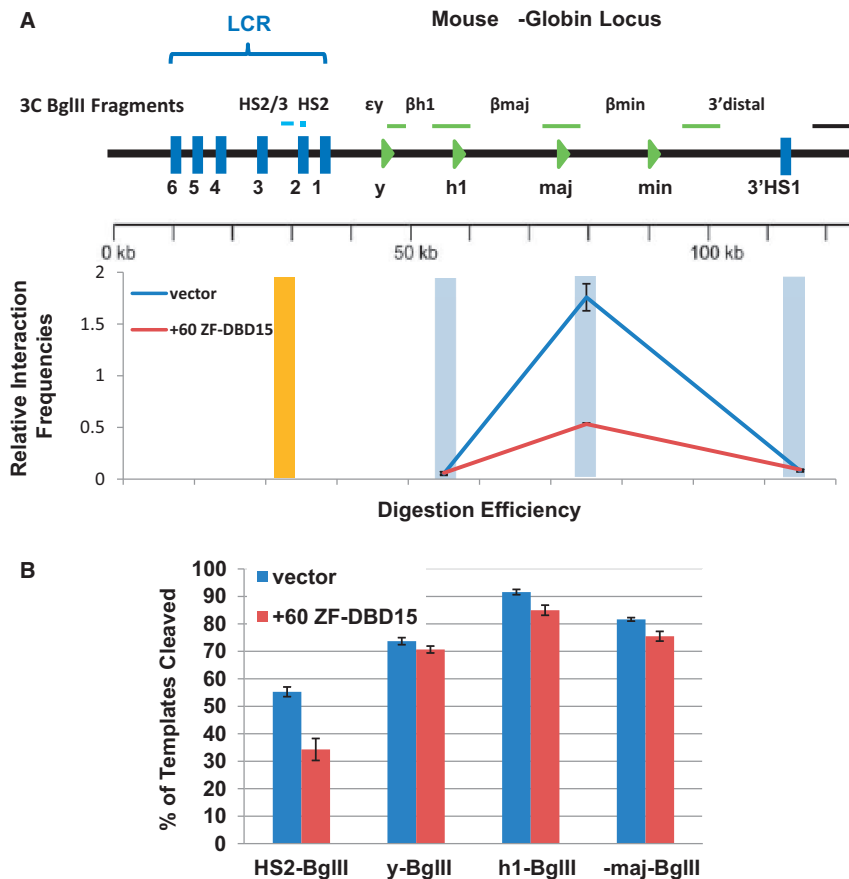 A
LCR
Mouse -Globin Locus
3C BglII Fragments
HS2/3 HS2 εy βh1 βmaj βmin 3'distal
6 5 4 3 2 1 y h1 maj min 3'HS1
0 kb 50 kb 100 kb
Relative Interaction Frequencies
2
1.5
1
0.5
0
vector
+60 ZF-DBD15
Digestion Efficiency
B
% of Templates Cleaved
100
90
80
70
60
50
40
30
20
10
0
vector
+60 ZF-DBD15
HS2-BglII y-BglII h1-BglII -maj-BglII